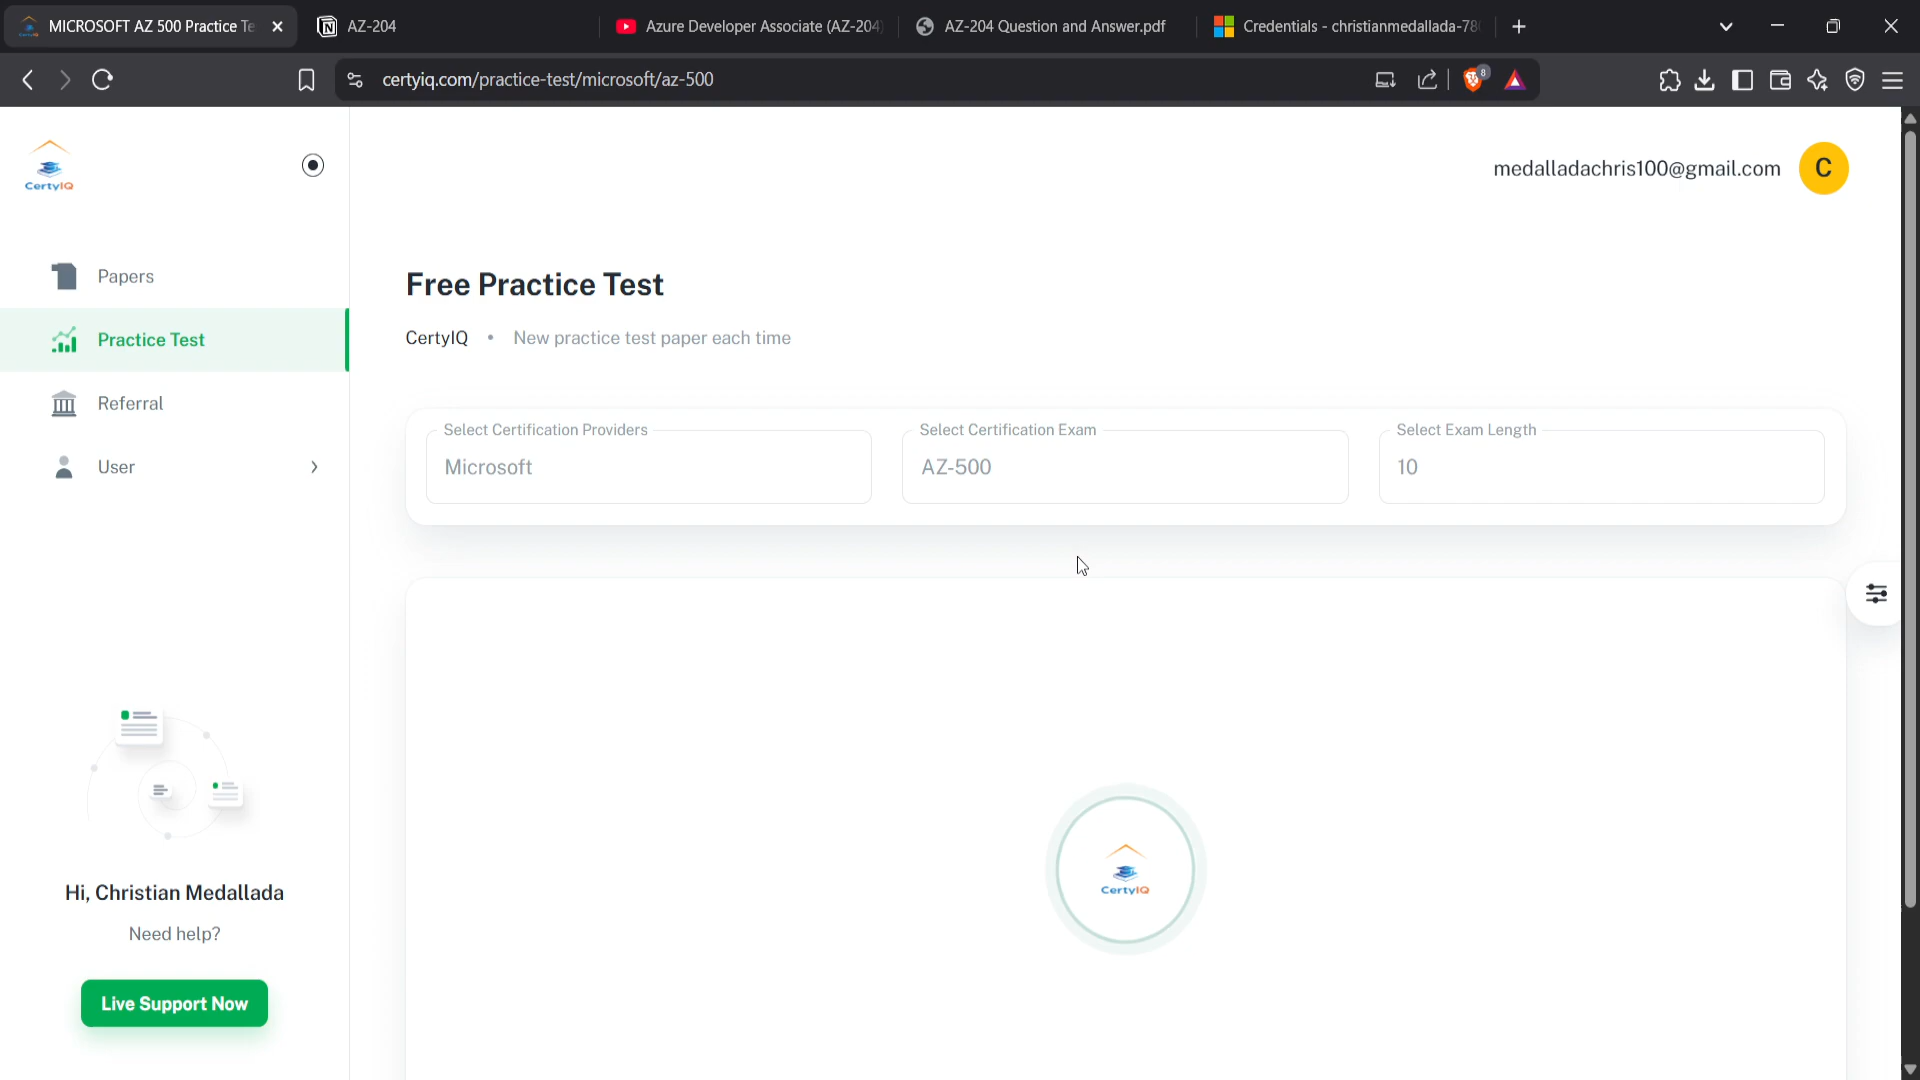 MICROSOFT AZ 500 Practice Te
AZ-204
Azure Developer Associate (AZ-204)
AZ-204 Question and Answer.pdf
Credentials - christianmedallada-780
certyiq.com/practice-test/microsoft/az-500
8
CertyIQ
medalladachris100@gmail.com
C
Papers
Practice Test
Referral
User
Free Practice Test
CertyIQ • New practice test paper each time
Select Certification Providers
Microsoft
Select Certification Exam
AZ-500
Select Exam Length
10
CertyIQ
Hi, Christian Medallada
Need help?
Live Support Now